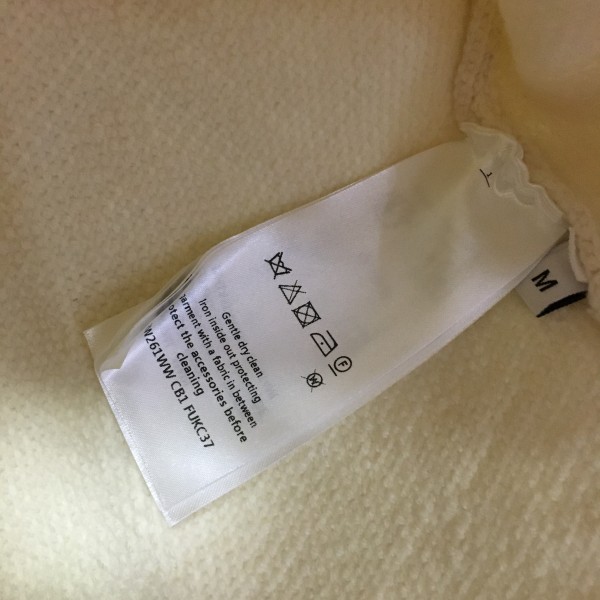 M
F
W
Gentle dry clean
Iron inside out protecting
garment with a fabric in between
protect the accessories before
cleaning
W261WW CB1 FUKC37